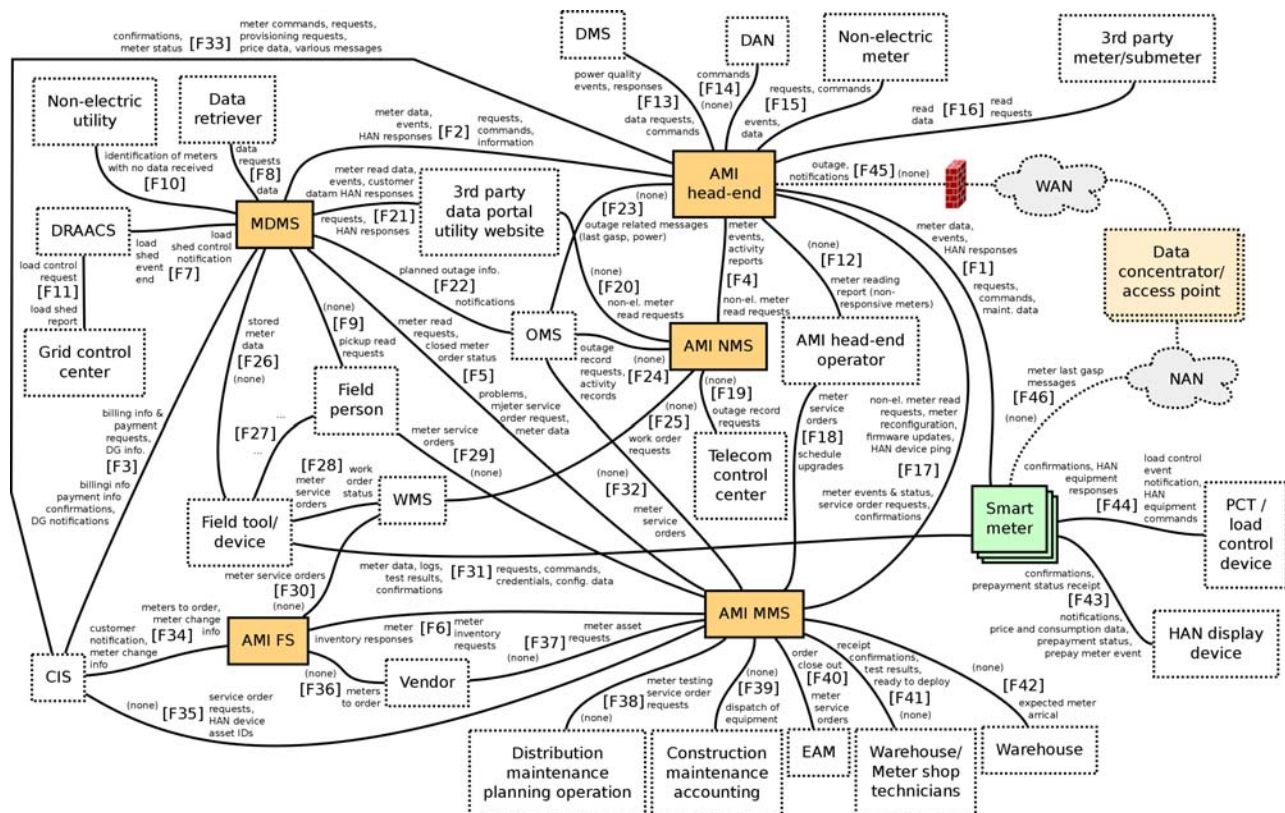 confirmations,
meter status
[F33]
meter commands, requests,
provisioning requests,
price data, various messages
DMS
DAN
Non-electric
meter
3rd party
meter/submeter
power quality
events, responses
[F13]
data requests,
commands
commands
[F14]
(none)
requests, commands
[F15]
events,
data
read
data
[F16]
read
requests
Non-electric
utility
Data
retriever
identification of meters
with no data received
[F10]
data
requests
[F8]
data
meter data,
events,
HAN responses
[F2]
requests,
commands,
information
meter read data,
events, customer
datam HAN responses
[F21]
requests,
HAN responses
3rd party
data portal
utility website
AMI
head-end
outage,
notifications
[F45]
(none)
WAN
(none)
[F23]
outage related messages
(last gasp, power)
DRAACS
MDMS
load
shed
event
end
[F7]
load
shed control
notification
load control
request
[F11]
load shed
report
Grid control
center
planned outage info.
[F22]
notifications
(none)
[F20]
non-el. meter
read requests
meter
events,
activity
reports
[F4]
non-el. meter
read requests
(none)
[F12]
meter reading
report (non-
responsive meters)
meter data,
events,
HAN responses
[F1]
requests,
commands,
maint. data
Data
concentrator/
access point
NAN
stored
meter
data
[F26]
(none)
(none)
[F9]
pickup read
requests
meter read
requests,
closed meter
order status
[F5]
problems,
mjeter service
order request,
meter data
OMS
AMI NMS
AMI head-end
operator
outage
record
requests,
activity
records
(none)
[F24]
(none)
[F19]
outage record
requests
(none)
[F25]
work order
requests
Telecom
control
center
meter
service
orders
[F18]
schedule
upgrades
non-el. meter read
requests, meter
reconfiguration,
firmware updates,
HAN device ping
[F17]
meter events & status,
service order requests,
confirmations
meter last gasp
messages
[F46]
(none)
Field
person
...
[F27]
...
billing info &
payment
requests,
DG info.
[F3]
billingi nfo
payment info
confirmations,
DG notifications
[F28]
meter
service
orders
work
order
status
meter service
orders
[F29]
(none)
WMS
Field tool/
device
(none)
[F32]
meter
service
orders
Smart
meter
confirmations, HAN
equipment
responses
[F44]
load control
event
notification,
HAN
equipment
commands
PCT /
load
control
device
meter service orders
[F30]
(none)
meter data, logs,
test results,
confirmations
[F31]
requests, commands,
credentials, config. data
confirmations,
prepayment status receipt
[F43]
notifications,
price and consumption data,
prepayment status,
prepay meter event
HAN display
device
CIS
customer
notification,
meter change
info
[F34]
meters to order,
meter change
info
AMI FS
meter
inventory responses
[F6]
meter
inventory
requests
[F37]
meter asset
requests
(none)
AMI MMS
(none)
[F36]
meters
to order
Vendor
(none)
[F35]
service order
requests,
HAN device
asset IDs
meter testing
service order
requests
[F38]
(none)
(none)
[F39]
dispatch of
equipment
order
close out
[F40]
meter
service
orders
receipt
confirmations,
test results,
ready to deploy
[F41]
(none)
(none)
[F42]
expected meter
arrical
Distribution
maintenance
planning operation
Construction
maintenance
accounting
EAM
Warehouse/
Meter shop
technicians
Warehouse